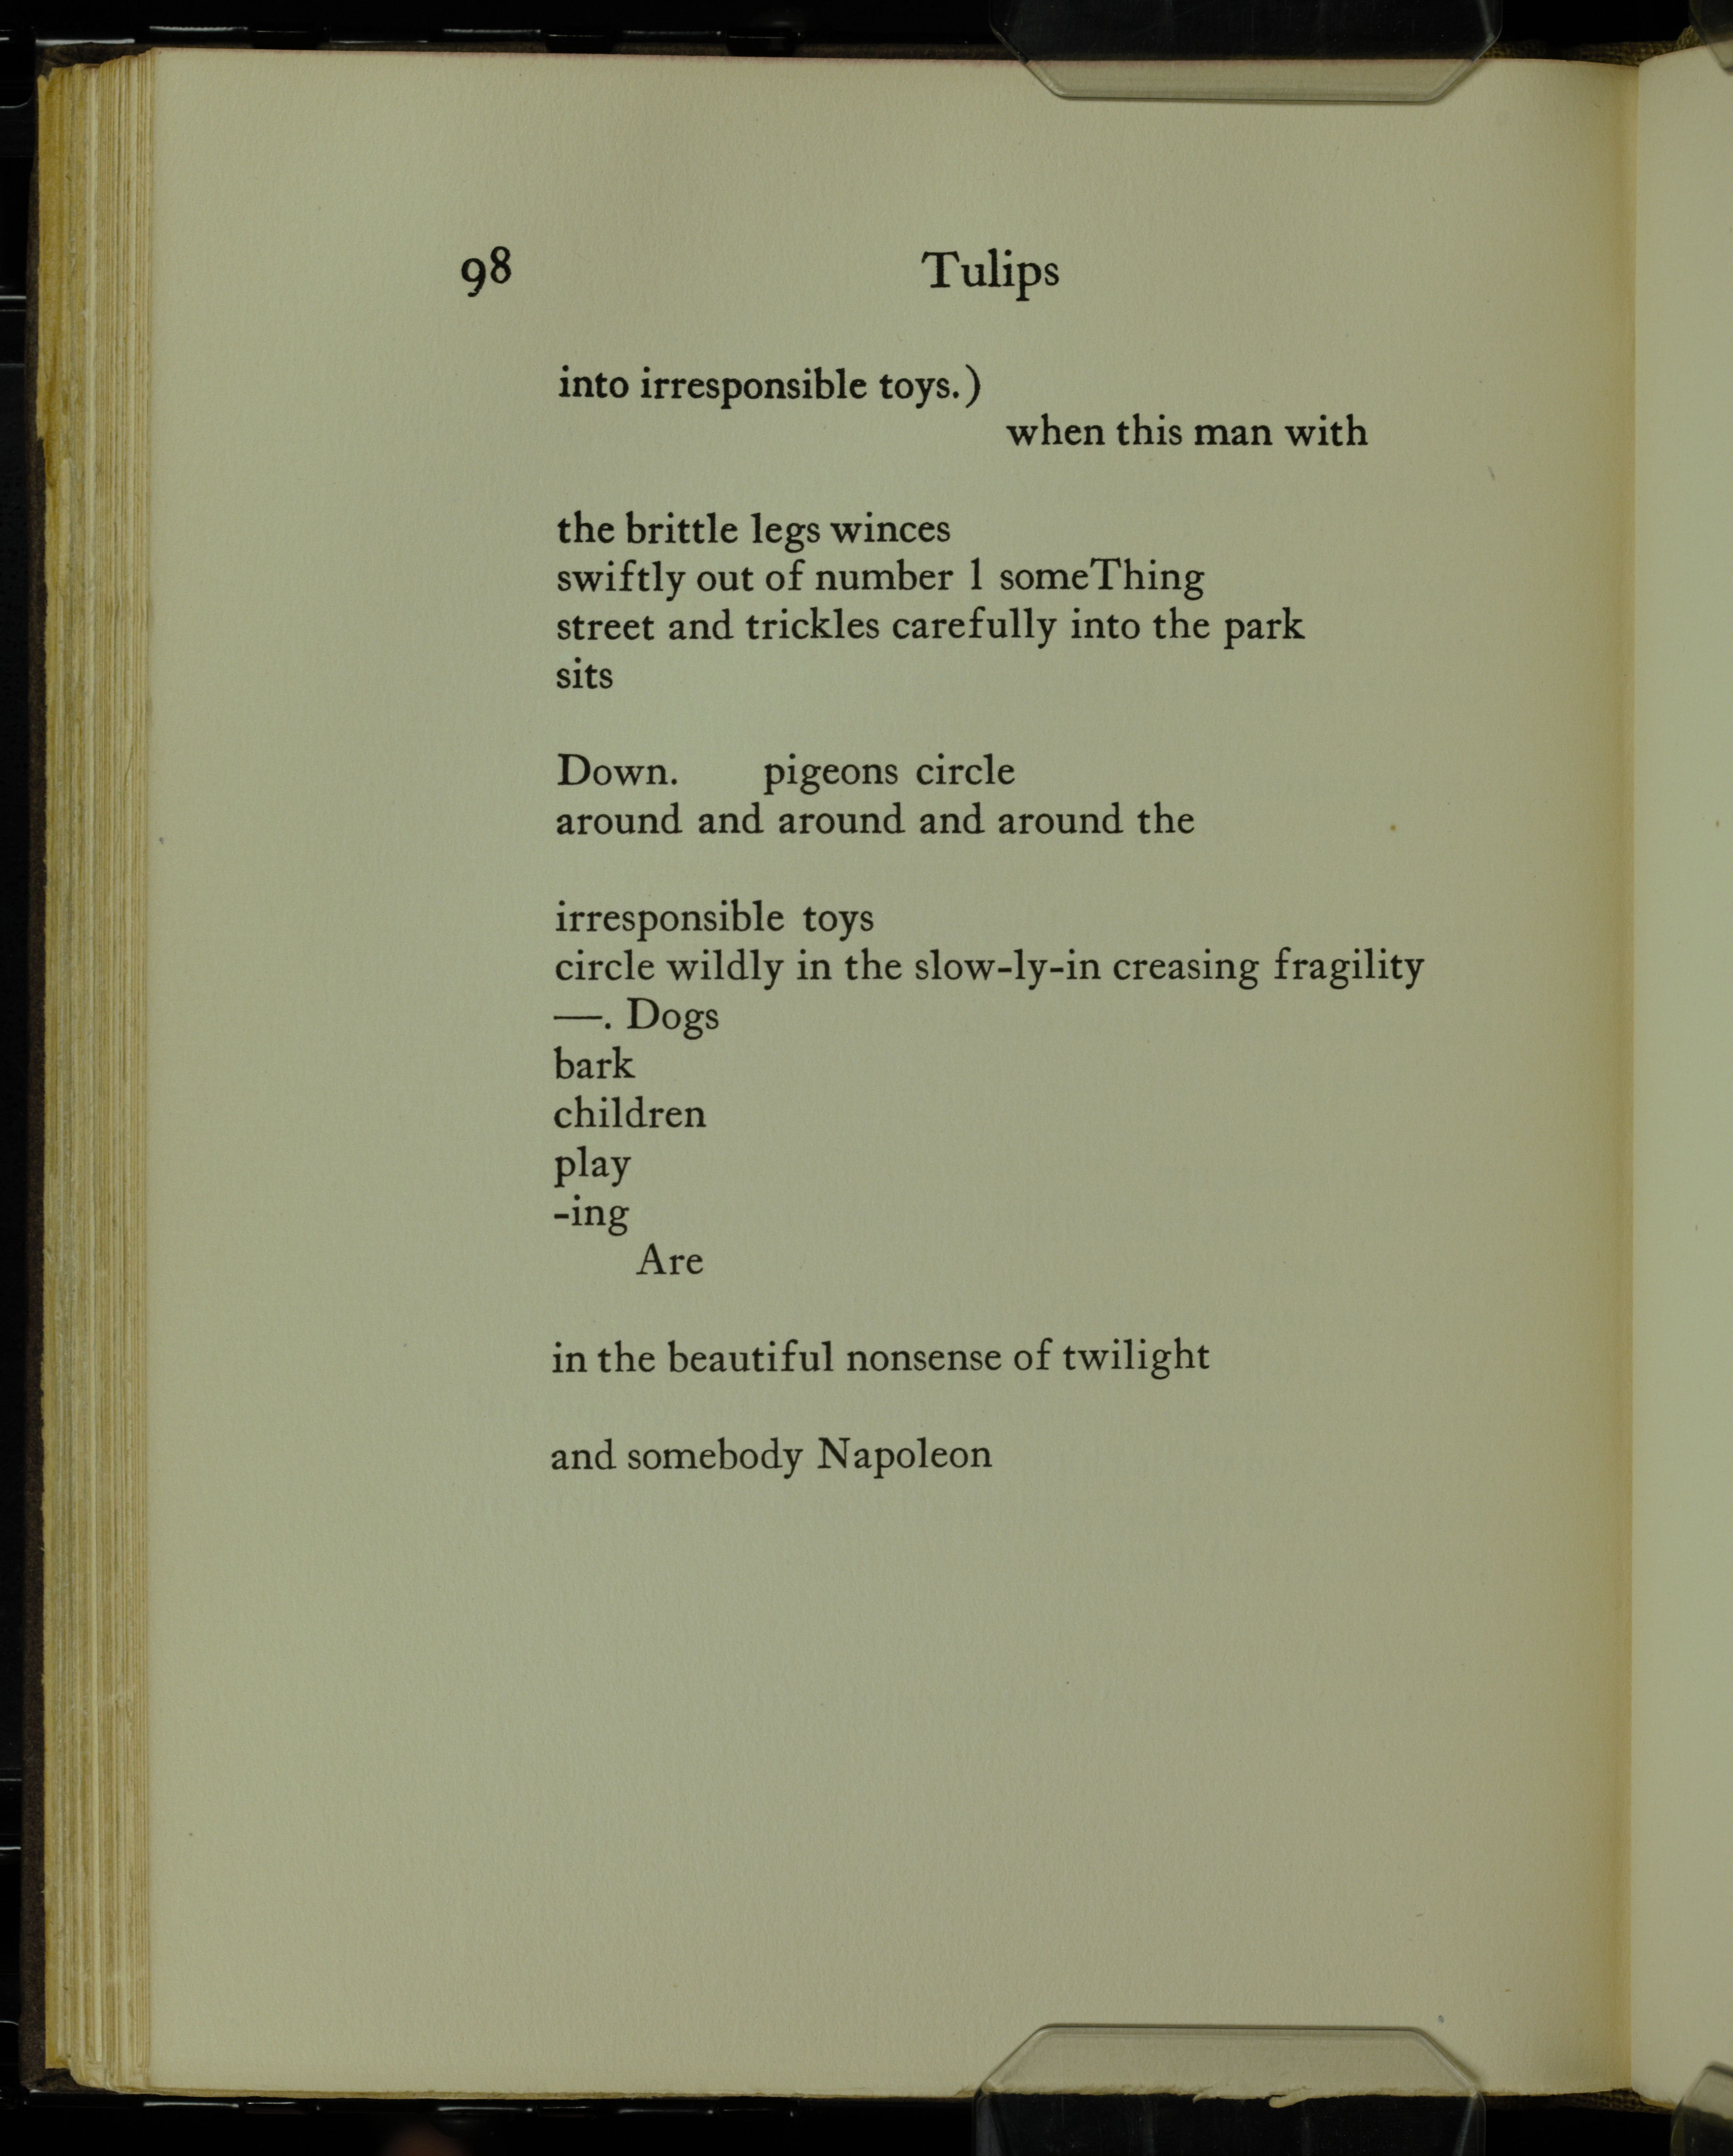 98 Tulips
into irresponsible toys.)
when this man with
the brittle legs winces
swiftly out of number 1 someThing
street and trickles carefully into the park
sits
Down. pigeons circle
around and around and around the
irresponsible toys
circle wildly in the slow-ly-in creasing fragility
—. Dogs
bark
children
play
-ing
Are
in the beautiful nonsense of twilight
and somebody Napoleon